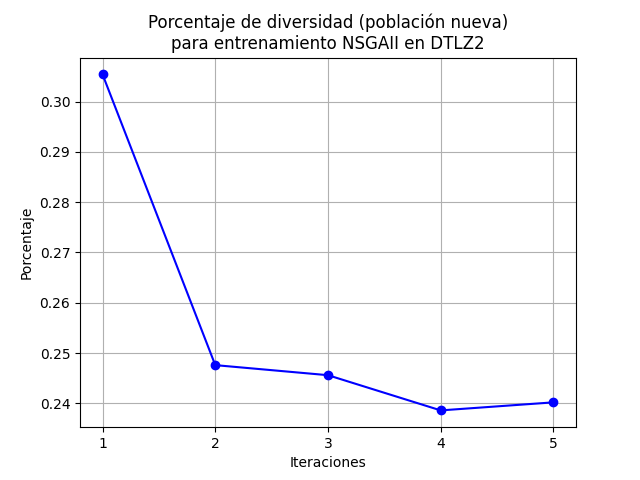 Porcentaje de diversidad (población nueva)
para entrenamiento NSGAII en DTLZ2
0.30
0.29
0.28
0.27
0.26
0.25
0.24
Porcentaje
1 2 3 4 5
Iteraciones